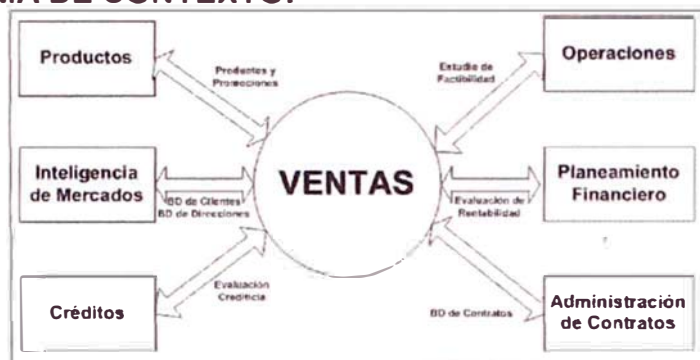 DE CONTEXTO:
Productos
Productos y
Promociones
Estudio de
Factibilidad
Operaciones
Inteligencia
de Mercados
BD de Clientes
BD de Direcciones
VENTAS
Evaluación de
Rentabilidad
Planeamiento
Financiero
Créditos
Evaluación
Crediticia
BD de Contratos
Administración
de Contratos